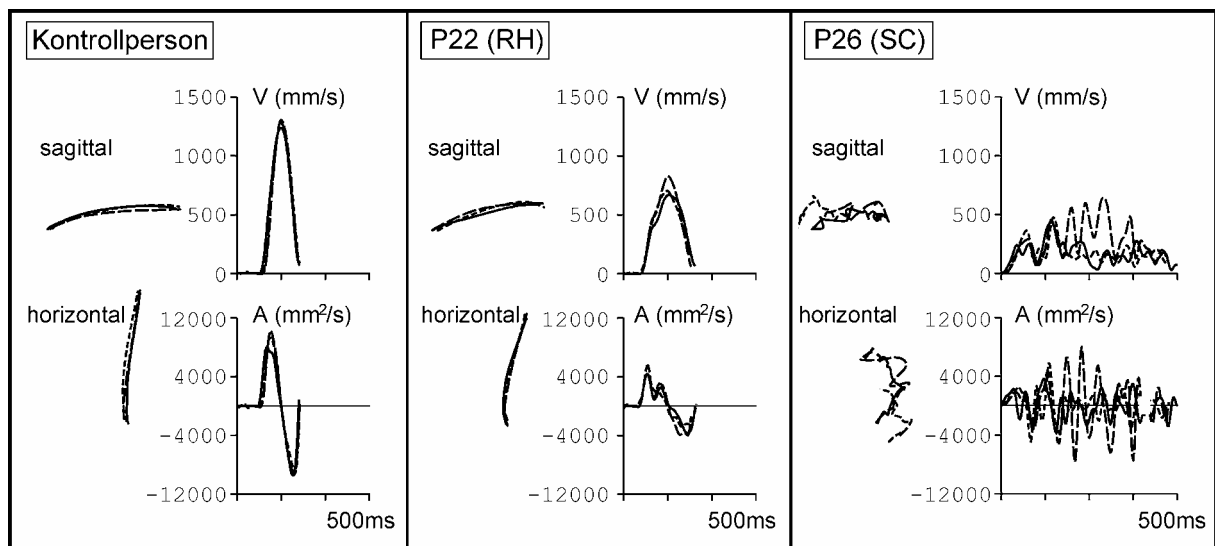 Kontrollperson
V (mm/s)
1500
1000
500
0
sagittal
horizontal
A (mm²/s)
12000
4000
-4000
-12000
500ms
P22 (RH)
V (mm/s)
1500
1000
500
0
sagittal
horizontal
A (mm²/s)
12000
4000
-4000
-12000
500ms
P26 (SC)
V (mm/s)
1500
1000
500
0
sagittal
horizontal
A (mm²/s)
12000
4000
-4000
-12000
500ms